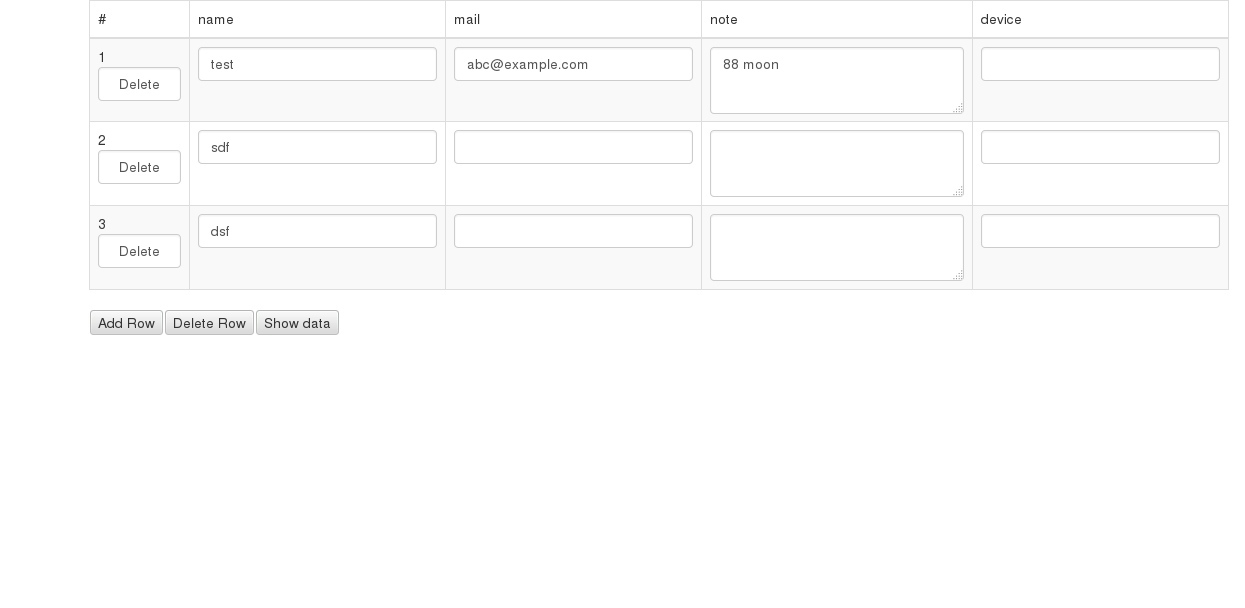 # name mail note device
1
Delete test abc@example.com 88 moon
2
Delete sdf
3
Delete dsf
Add Row Delete Row Show data